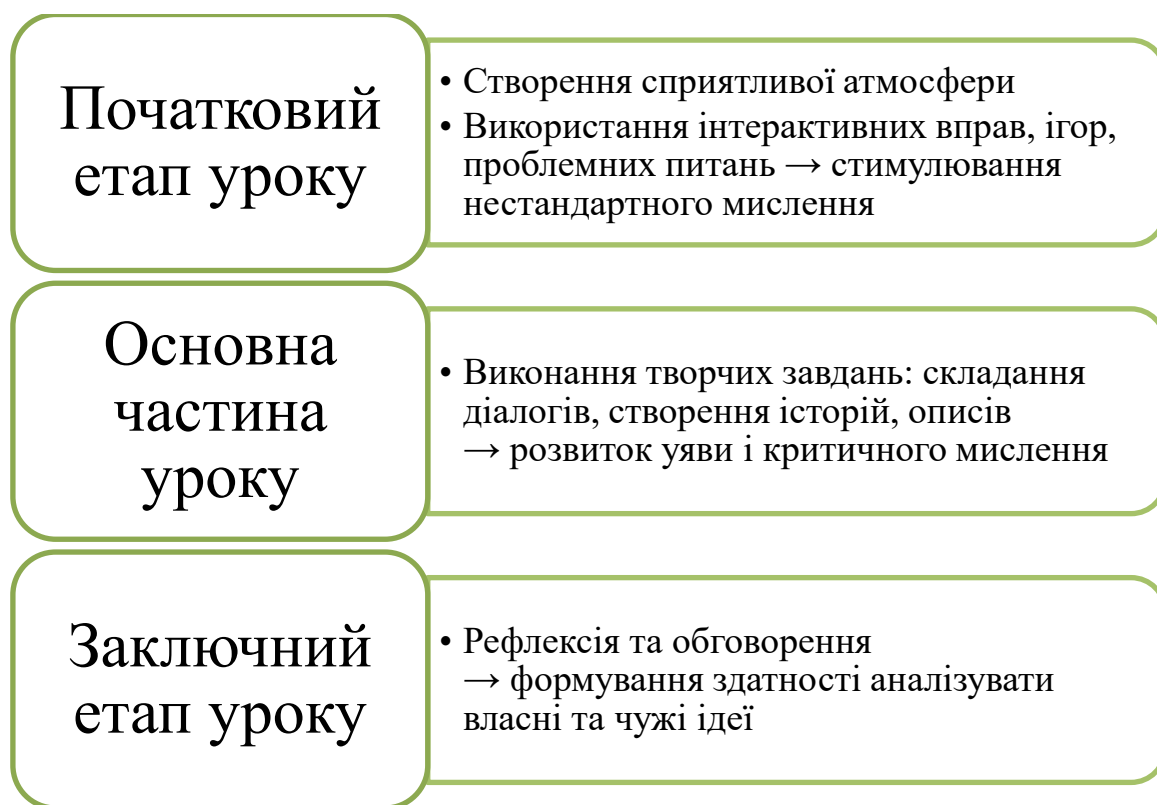 Початковий
етап уроку
• Створення сприятливої атмосфери
• Використання інтерактивних вправ, ігор,
проблемних питань → стимулювання
нестандартного мислення
Основна
частина
уроку
• Виконання творчих завдань: складання
діалогів, створення історій, описів
→ розвиток уяви і критичного мислення
Заключний
етап уроку
• Рефлексія та обговорення
→ формування здатності аналізувати
власні та чужі ідеї